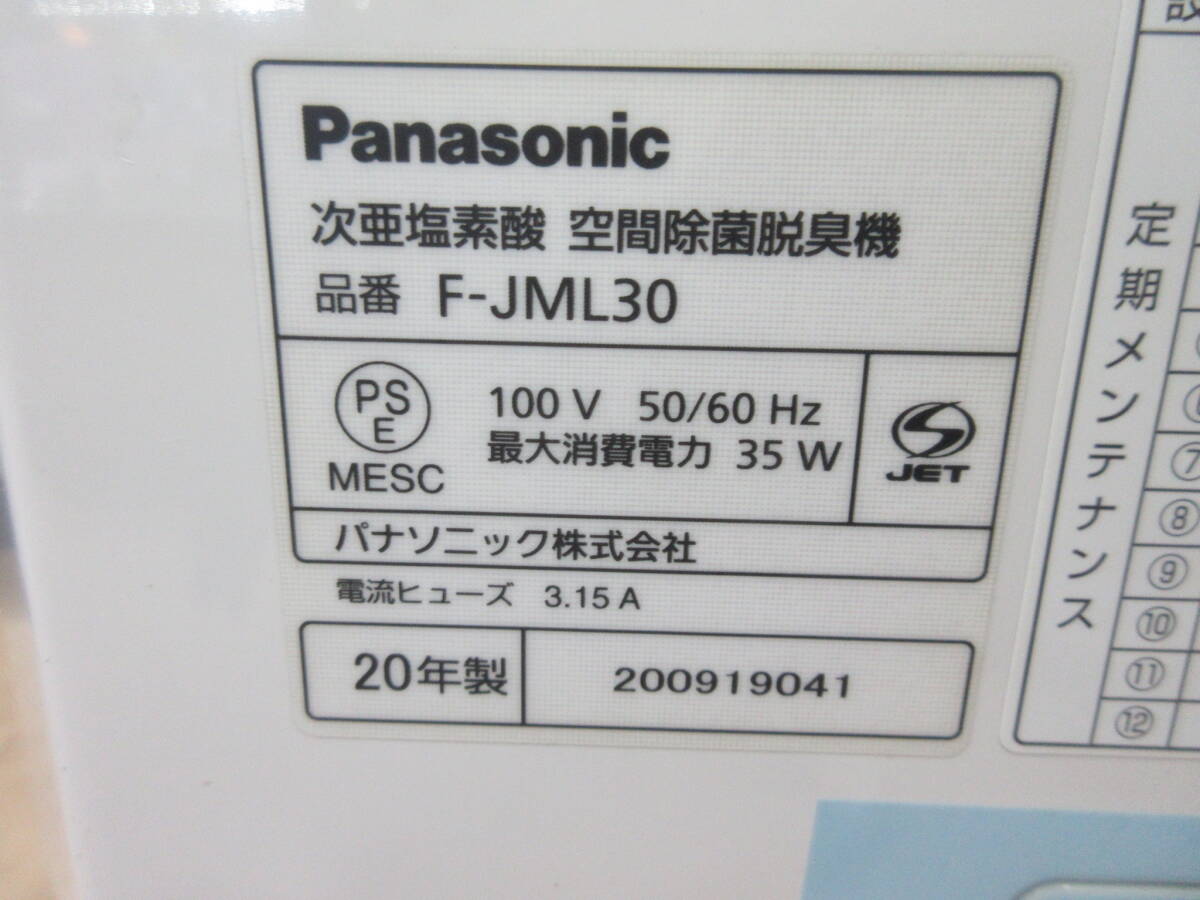 Panasonic
次亜塩素酸 空間除菌脱臭機
品番 F-JML30
PS
E
MESC
100 V 50/60 Hz
最大消費電力 35 W
JET
パナソニック株式会社
電流ヒューズ 3.15 A
20年製 200919041
定期メンテナンス
⑦
⑧
⑨
⑩
⑪
⑫